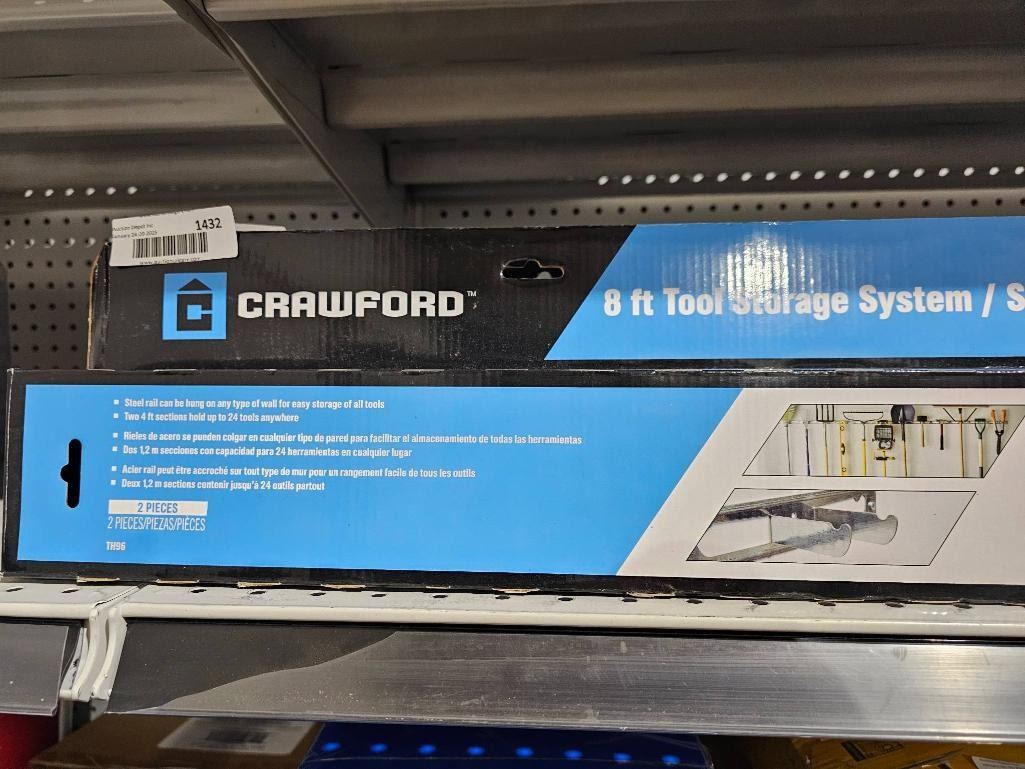 Auction Depot Inc
1432
CRAWFORD™
8 ft Tool Storage System / S
Steel rail can be hung on any type of wall for easy storage of all tools
Two 4 ft sections hold up to 24 tools anywhere
Rieles de acero se pueden colgar en cualquier tipo de pared para facilitar el almacenamiento de todas las herramientas
Dos 1,2 m secciones con capacidad para 24 herramientas en cualquier lugar
Acier rail peut être accroché sur tout type de mur pour un rangement facile de tous les outils
Deux 1,2 m sections contenir jusqu'à 24 outils partout
2 PIECES
2 PIECES/PIEZAS/PIÈCES
TH96